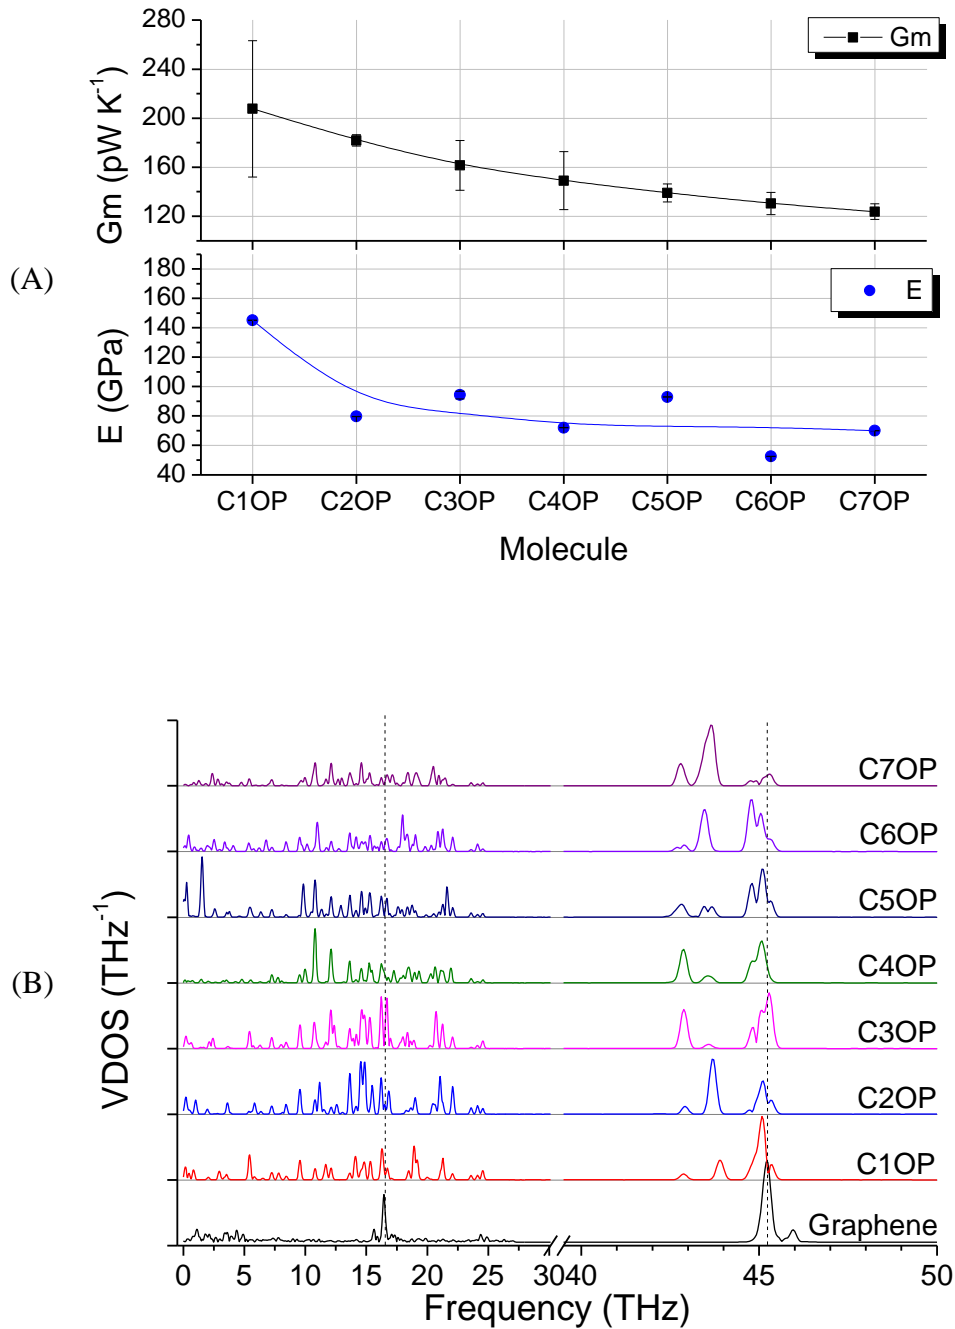 280
240
200
160
120
Gm (pW K⁻¹)
Gm
(A)
180
160
140
120
100
80
60
40
E (GPa)
E
C1OP C2OP C3OP C4OP C5OP C6OP C7OP
Molecule
(B)
VDOS (THz⁻¹)
C7OP
C6OP
C5OP
C4OP
C3OP
C2OP
C1OP
Graphene
0 5 10 15 20 25 30 40 45 50
Frequency (THz)